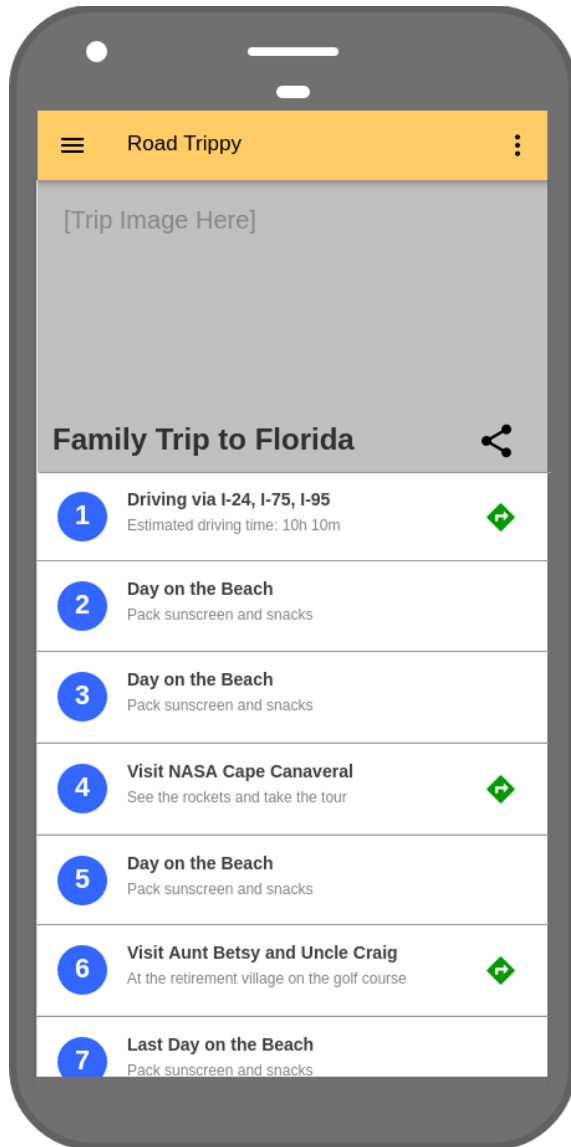 Road Trippy
[Trip Image Here]
Family Trip to Florida
1
Driving via I-24, I-75, I-95
Estimated driving time: 10h 10m
2
Day on the Beach
Pack sunscreen and snacks
3
Day on the Beach
Pack sunscreen and snacks
4
Visit NASA Cape Canaveral
See the rockets and take the tour
5
Day on the Beach
Pack sunscreen and snacks
6
Visit Aunt Betsy and Uncle Craig
At the retirement village on the golf course
7
Last Day on the Beach
Pack sunscreen and snacks